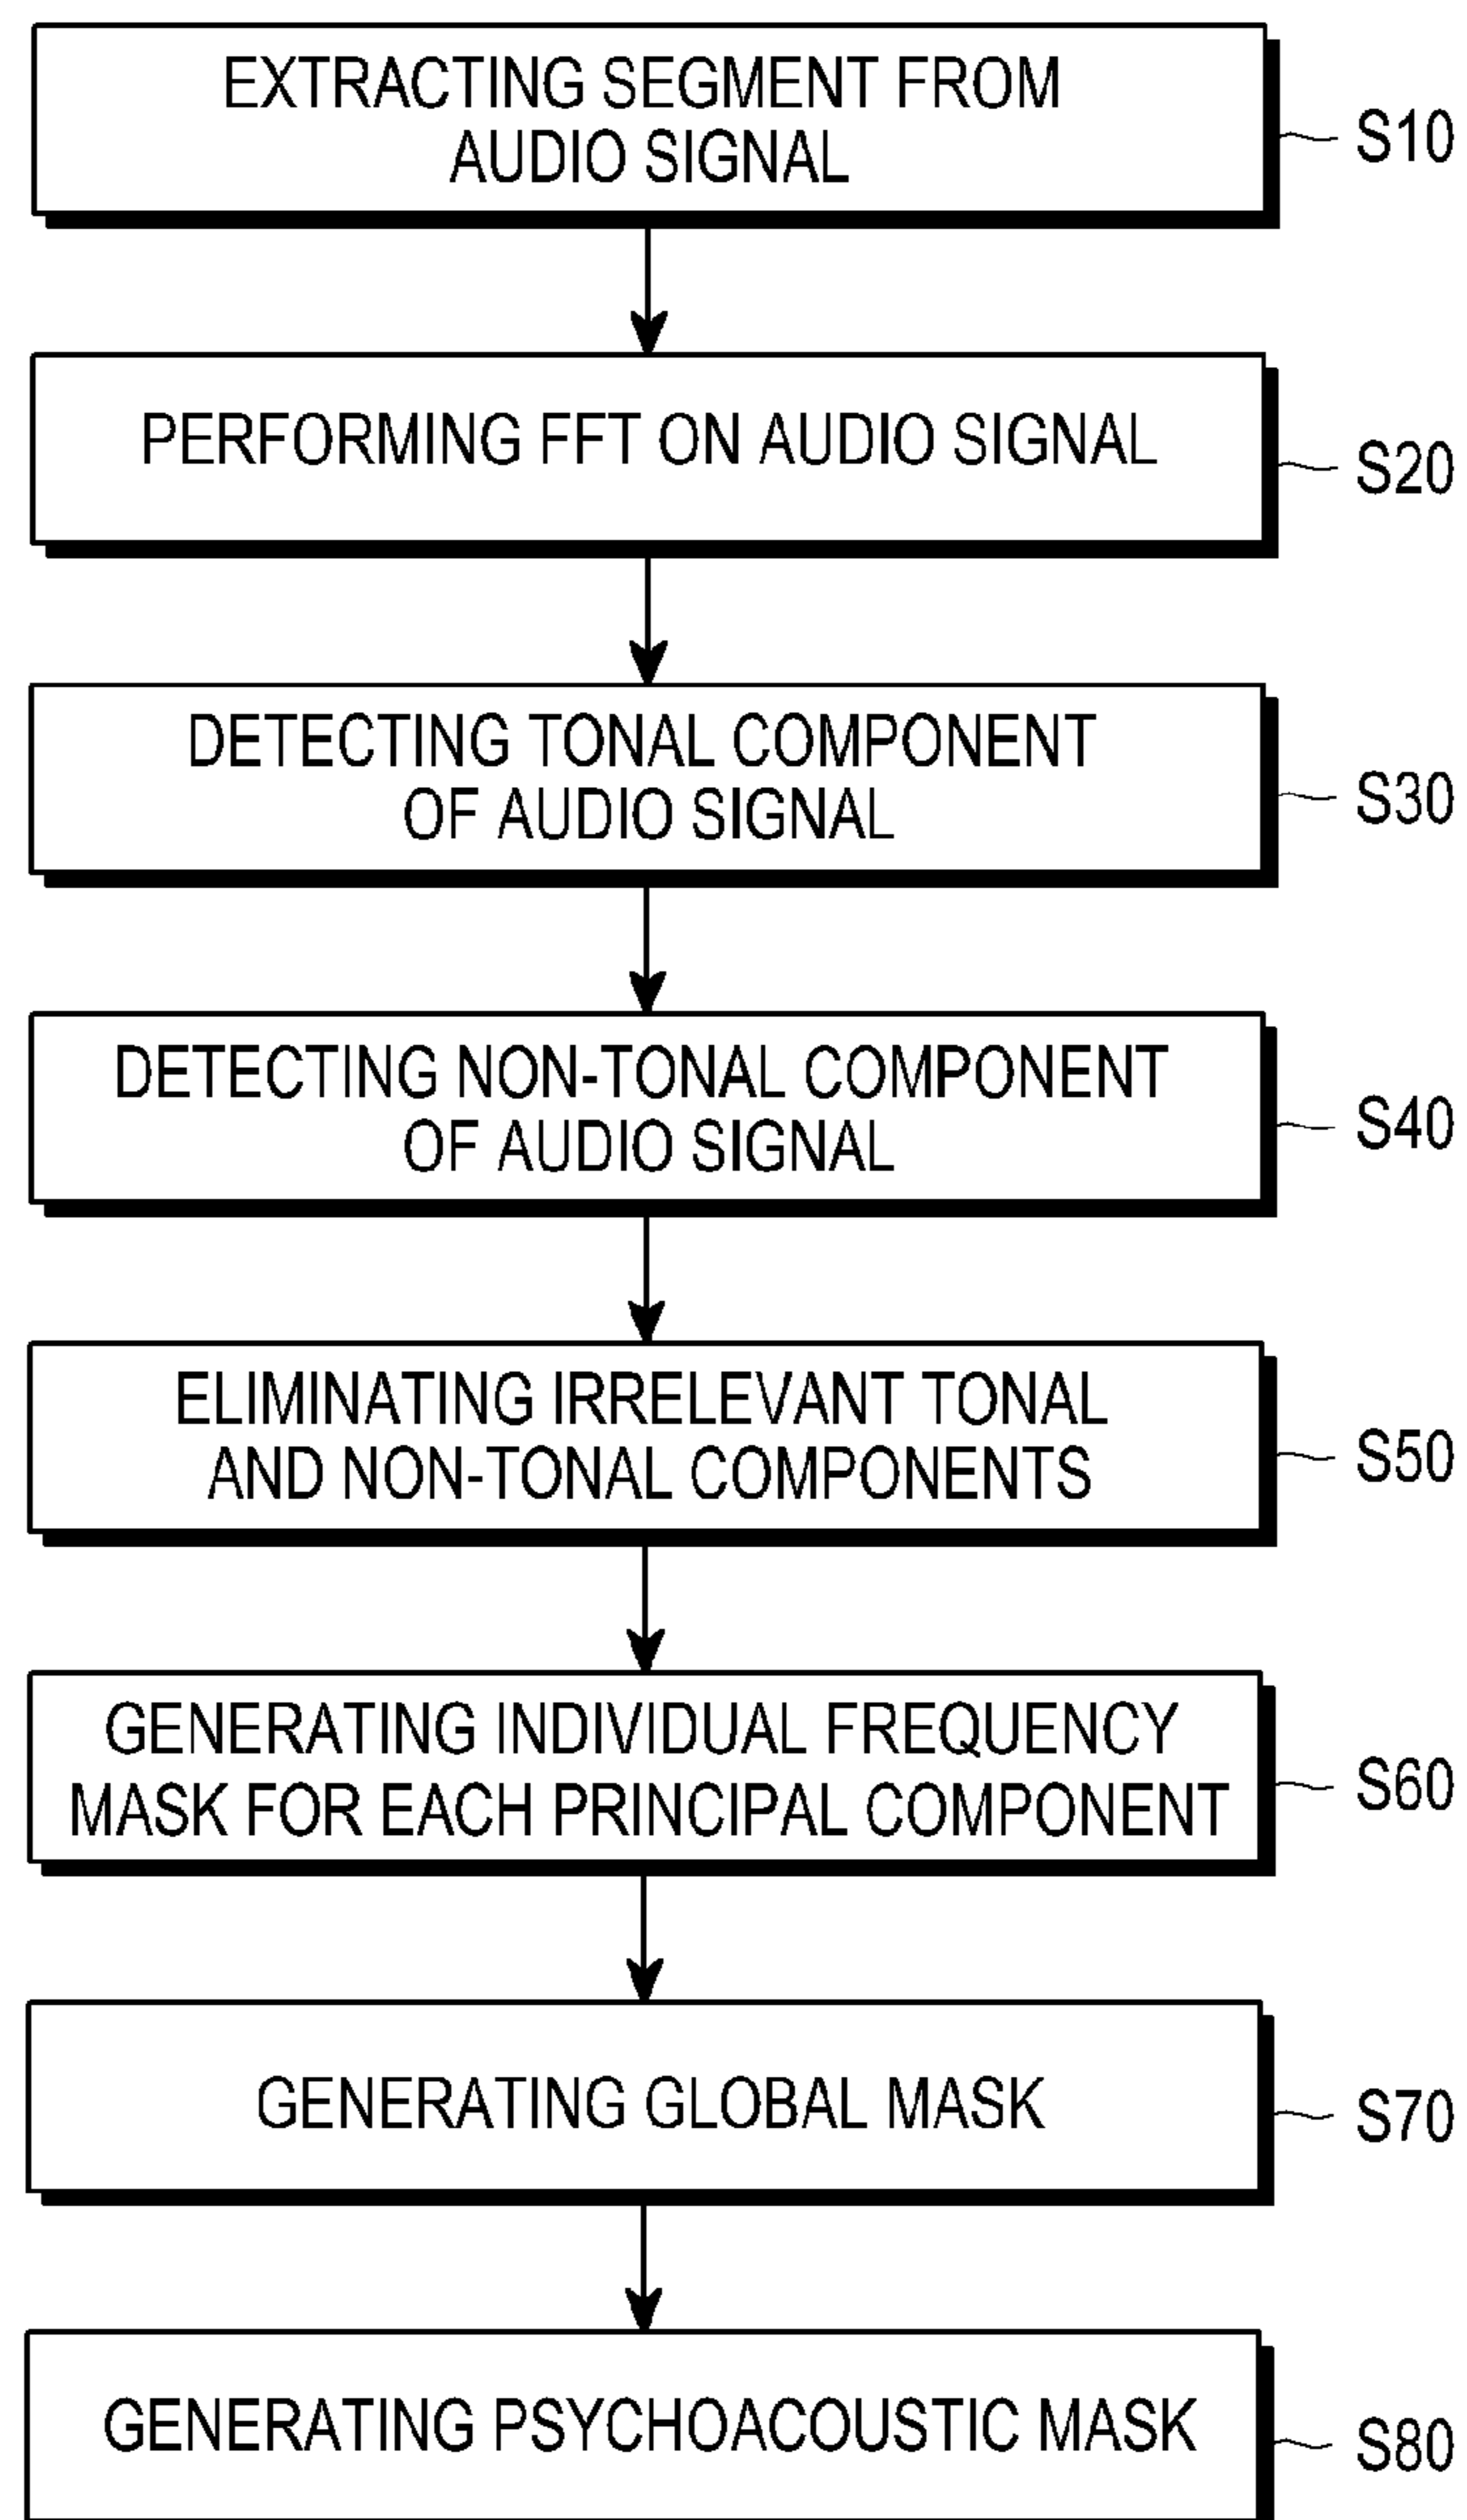 EXTRACTING SEGMENT FROM
AUDIO SIGNAL
S10
PERFORMING FFT ON AUDIO SIGNAL
S20
DETECTING TONAL COMPONENT
OF AUDIO SIGNAL
S30
DETECTING NON-TONAL COMPONENT
OF AUDIO SIGNAL
S40
ELIMINATING IRRELEVANT TONAL
AND NON-TONAL COMPONENTS
S50
GENERATING INDIVIDUAL FREQUENCY
MASK FOR EACH PRINCIPAL COMPONENT
S60
GENERATING GLOBAL MASK
S70
GENERATING PSYCHOACOUSTIC MASK
S80